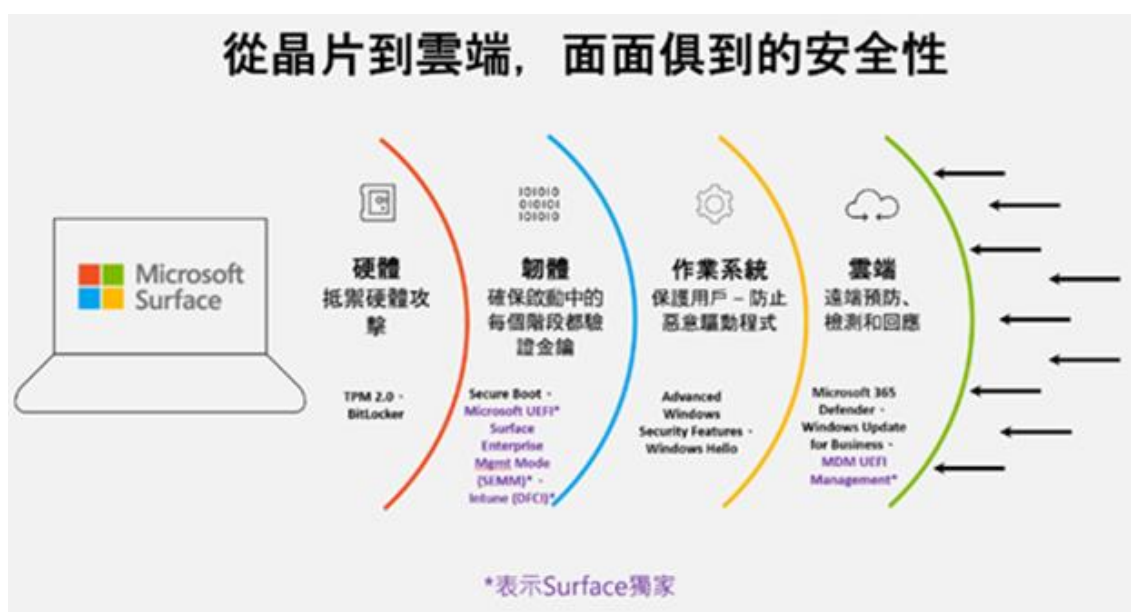 從晶片到雲端，面面俱到的安全性
Microsoft
Surface
101010
010101
101010
硬體
抵禦硬體攻
擊
TPM 2.0、
BitLocker
韌體
確保啟動中的
每個階段都驗
證金鑰
Secure Boot、
Microsoft UEFI*
Surface
Enterprise
Mgmt Mode
(SEMM)*、
Intune (DFCI)*
作業系統
保護用戶 – 防止
惡意驅動程式
Advanced
Windows
Security Features、
Windows Hello
雲端
遠端預防、
檢測和回應
Microsoft 365
Defender、
Windows Update
for Business、
MDM UEFI
Management*
*表示Surface獨家